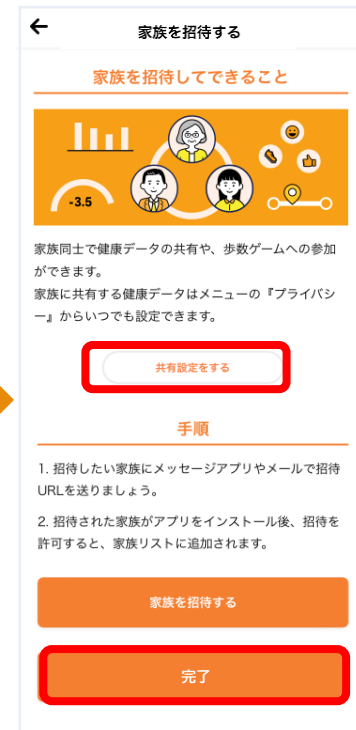 家族を招待する
家族を招待してできること
-3.5
家族同士で健康データの共有や、歩数ゲームへの参加
ができます。
家族に共有する健康データはメニューの『プライバシ
ー』からいつでも設定できます。
共有設定をする
手順
1. 招待したい家族にメッセージアプリやメールで招待
URLを送りましょう。
2. 招待された家族がアプリをインストール後、招待を
許可すると、家族リストに追加されます。
家族を招待する
完了